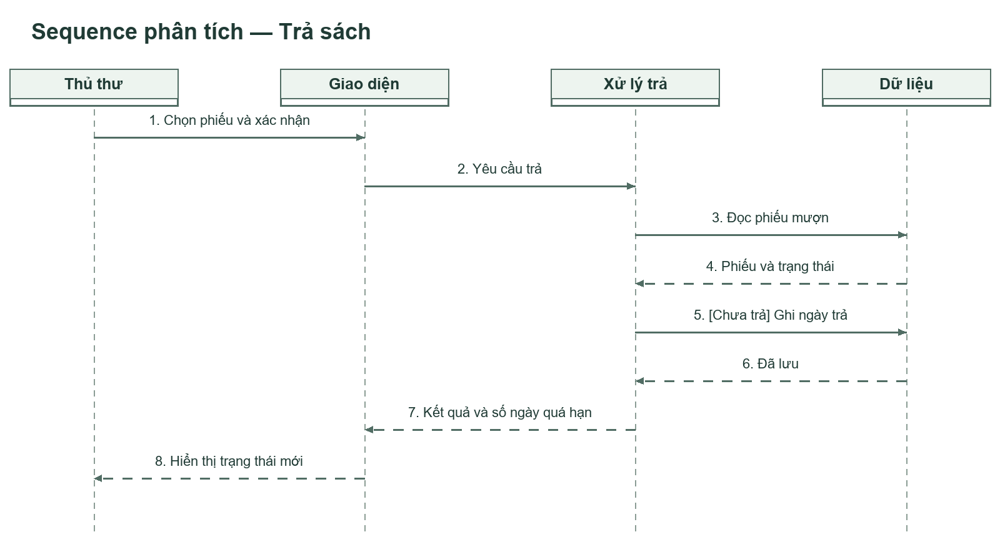 Sequence phân tích — Trả sách
Thủ thư
Giao diện
Xử lý trả
Dữ liệu
1. Chọn phiếu và xác nhận
2. Yêu cầu trả
3. Đọc phiếu mượn
4. Phiếu và trạng thái
5. [Chưa trả] Ghi ngày trả
6. Đã lưu
7. Kết quả và số ngày quá hạn
8. Hiển thị trạng thái mới